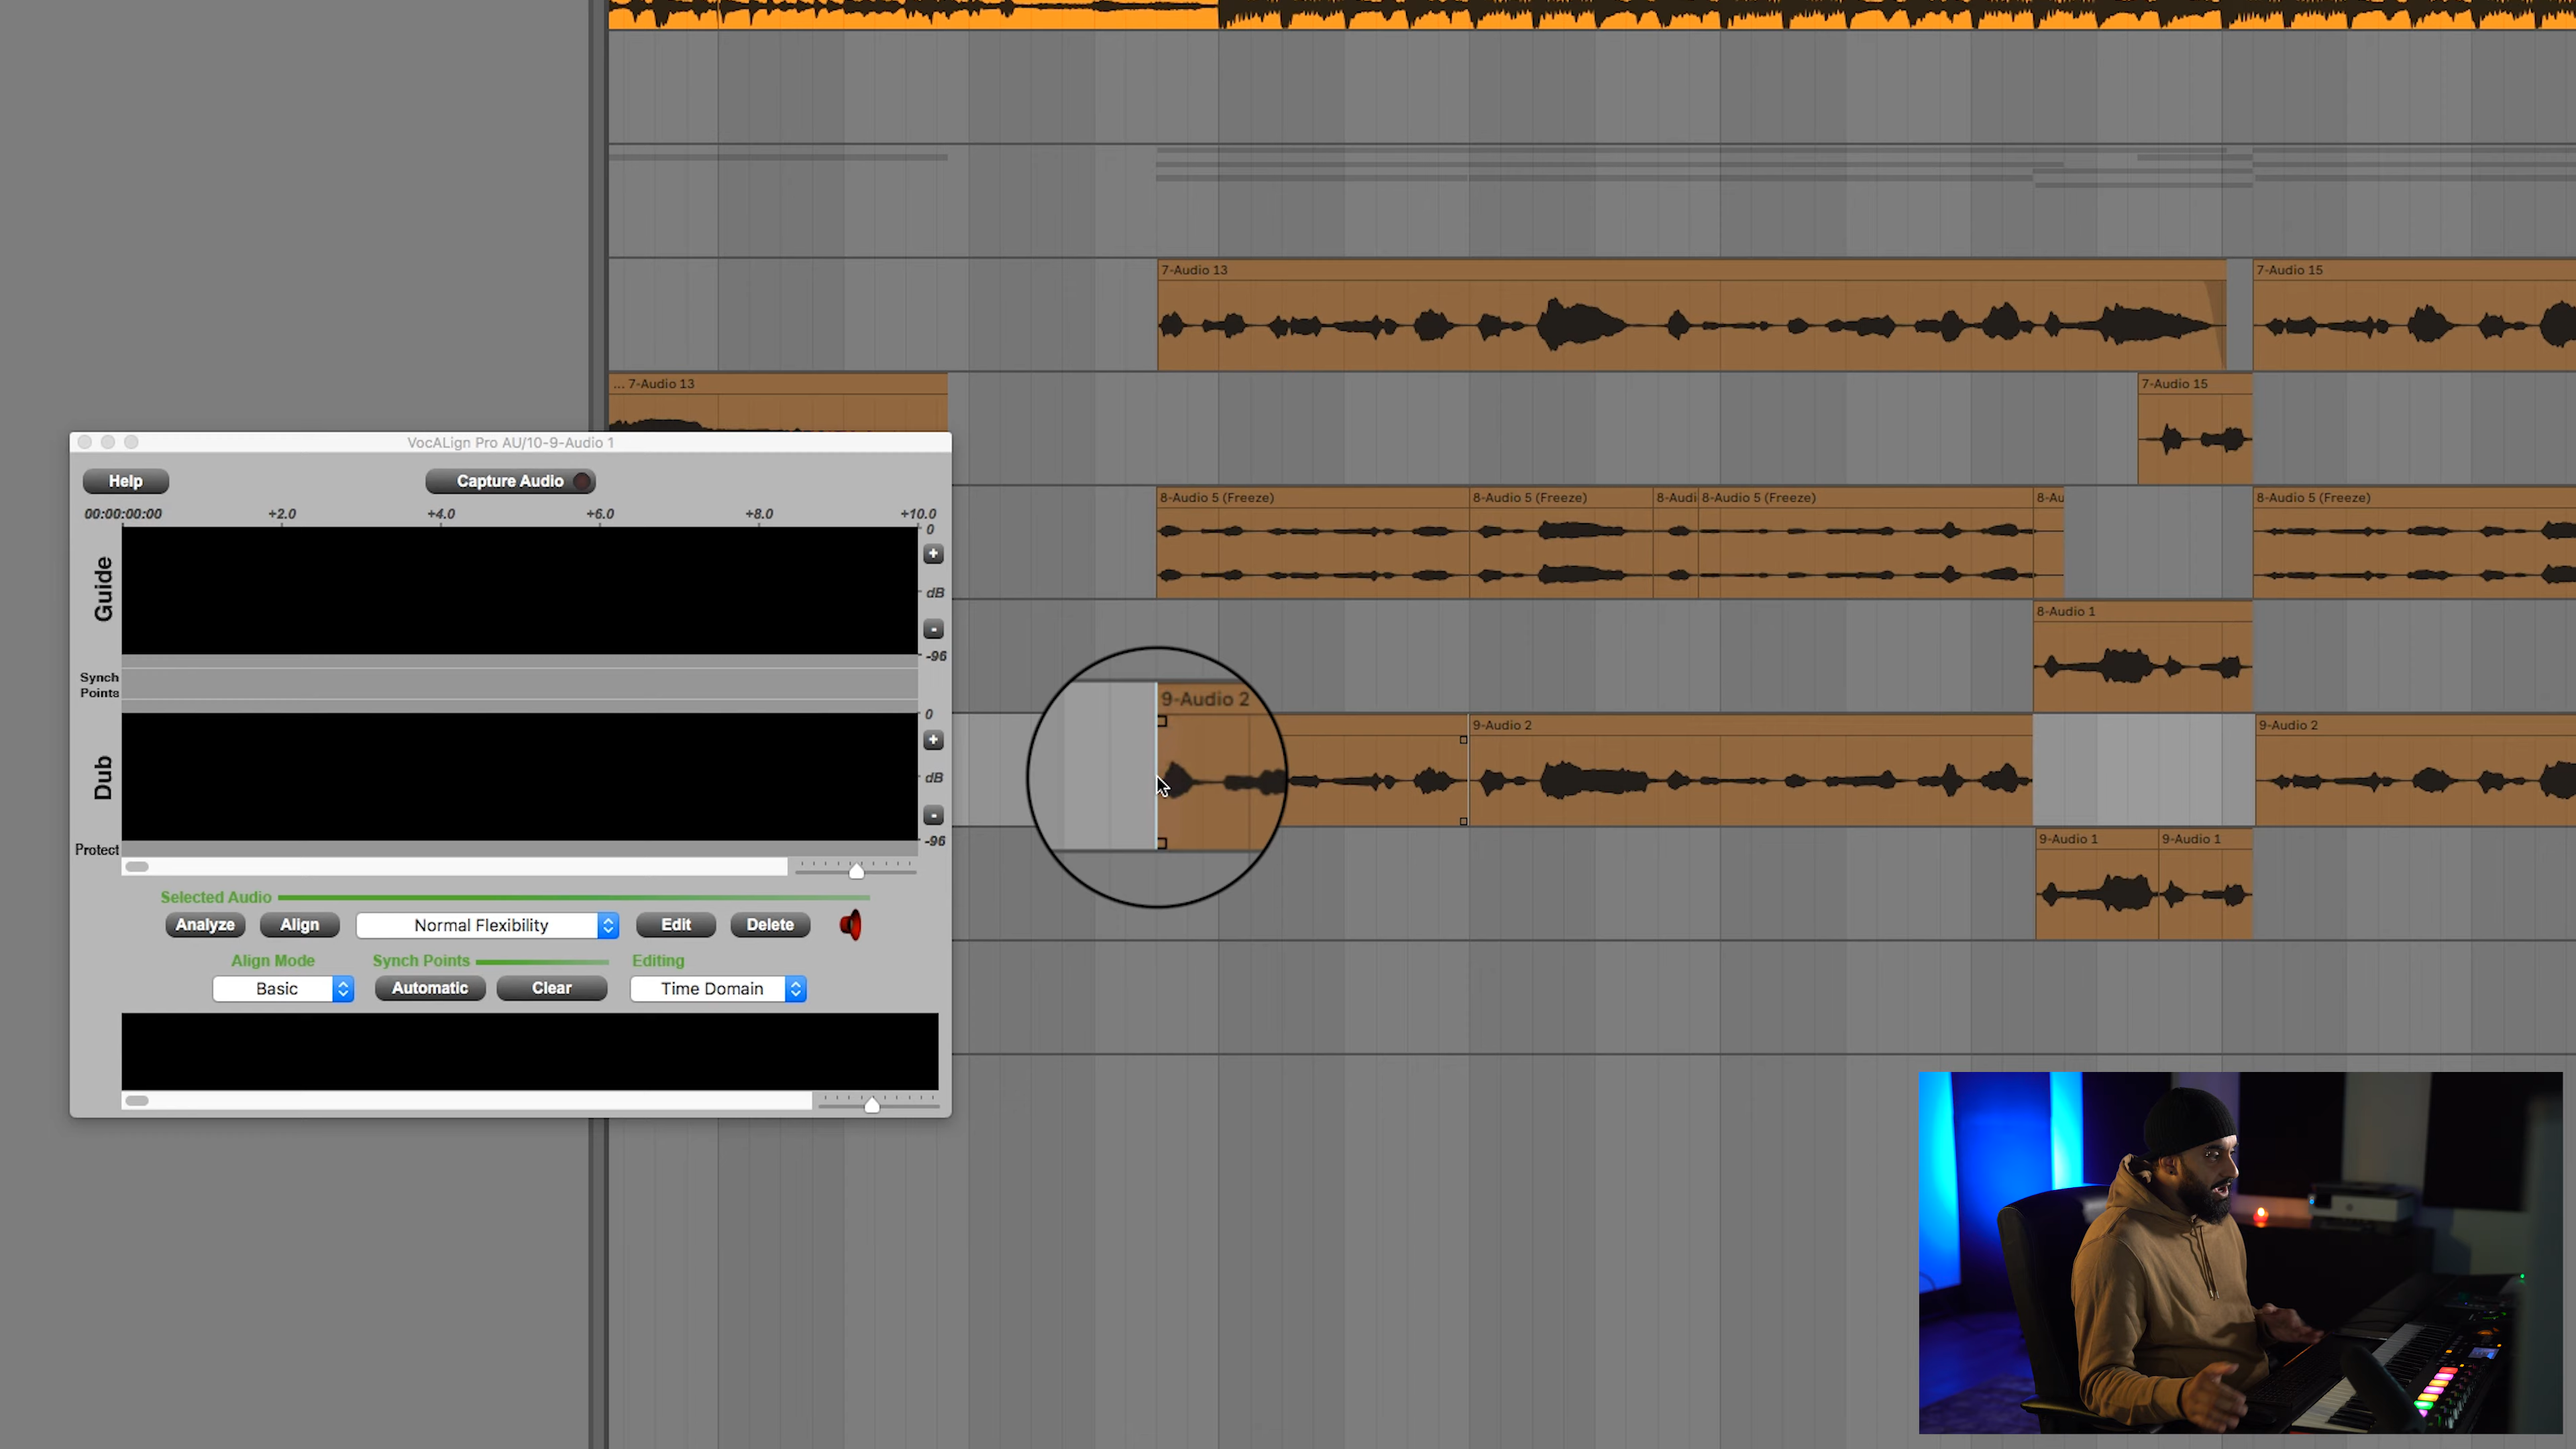 7-Audio 13
7-Audio 15
... 7-Audio 13
7-Audio 15
VocALign Pro AU/10-9-Audio 1
Help
Capture Audio
00:00:00:00
+2.0
+4.0
+6.0
+8.0
+10.0
8-Audio 5 (Freeze)
8-Audio 5 (Freeze)
8-Audi
8-Audio 5 (Freeze)
8-Au
8-Audio 5 (Freeze)
0
+
Guide
dB
-
-96
8-Audio 1
Synch
Points
9-Audio 2
0
+
9-Audio 2
9-Audio 2
Dub
dB
-
-96
9-Audio 1
9-Audio 1
Protect
Selected Audio
Analyze
Align
Normal Flexibility
Edit
Delete
Align Mode
Synch Points
Editing
Basic
Automatic
Clear
Time Domain